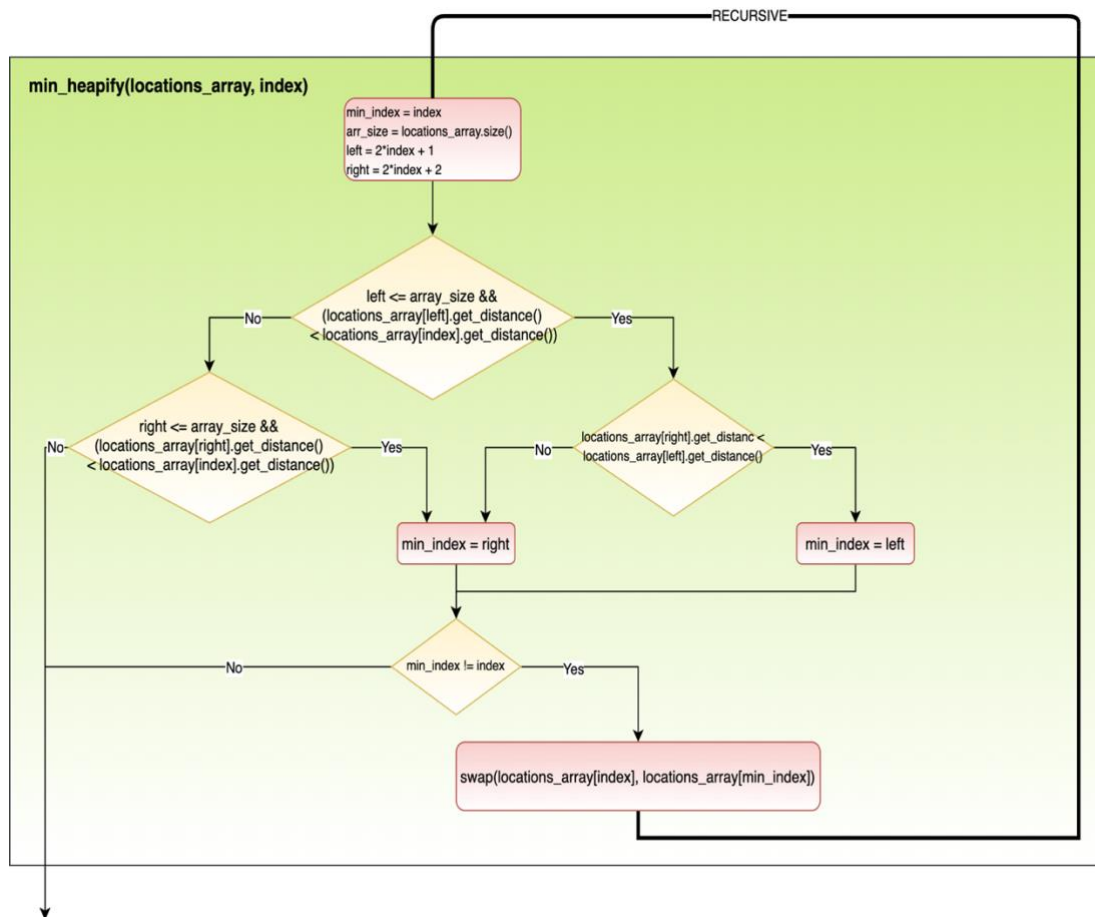 RECURSIVE
min_heapify(locations_array, index)
min_index = index
arr_size = locations_array.size()
left = 2*index + 1
right = 2*index + 2
left <= array_size &&
(locations_array[left].get_distance()
< locations_array[index].get_distance())
No
Yes
right <= array_size &&
(locations_array[right].get_distance()
< locations_array[index].get_distance())
No
Yes
locations_array[right].get_distanc <
locations_array[left].get_distance()
No
Yes
min_index = right
min_index = left
min_index != index
No
Yes
swap(locations_array[index], locations_array[min_index])